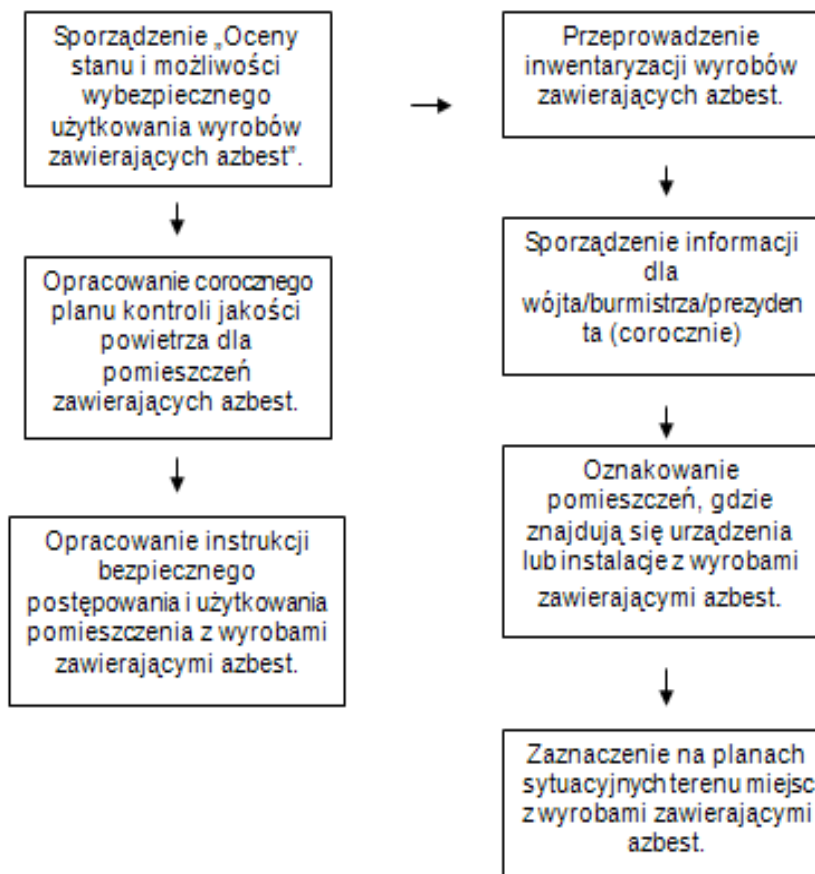 Sporządzenie „Oceny
stanu i możliwości
wybezpiecznego
użytkowania wyrobów
zawierających azbest”.
Opracowanie corocznego
planu kontroli jakości
powietrza dla
pomieszczeń
zawierających azbest.
Opracowanie instrukcji
bezpiecznego
postępowania i użytkowania
pomieszczenia z wyrobami
zawierającymi azbest.
Przeprowadzenie
inwentaryzacji wyrobów
zawierających azbest.
Sporządzenie informacji
dla
wójta/burmistrza/prezyden
ta (corocznie)
Oznakowanie
pomieszczeń, gdzie
znajdują się urządzenia
lub instalacje z wyrobami
zawierającymi azbest.
Zaznaczenie na planach
sytuacyjnych terenu miejsc
z wyrobami zawierającymi
azbest.